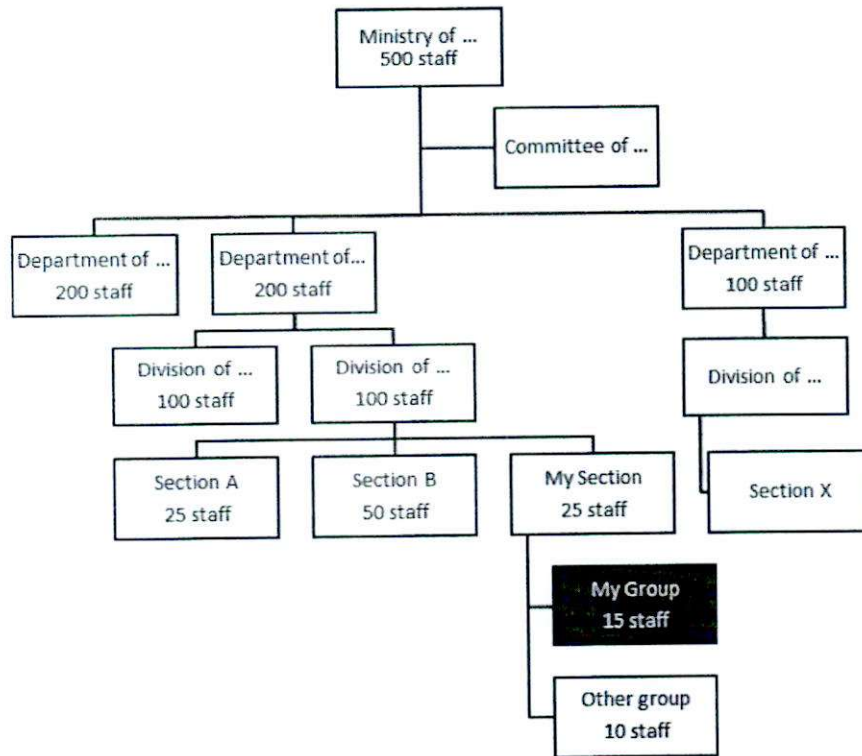 Ministry of ...
500 staff
Committee of ...
Department of ...
200 staff
Department of...
200 staff
Department of ...
100 staff
Division of ...
100 staff
Division of ...
100 staff
Division of ...
Section A
25 staff
Section B
50 staff
My Section
25 staff
Section X
My Group
15 staff
Other group
10 staff